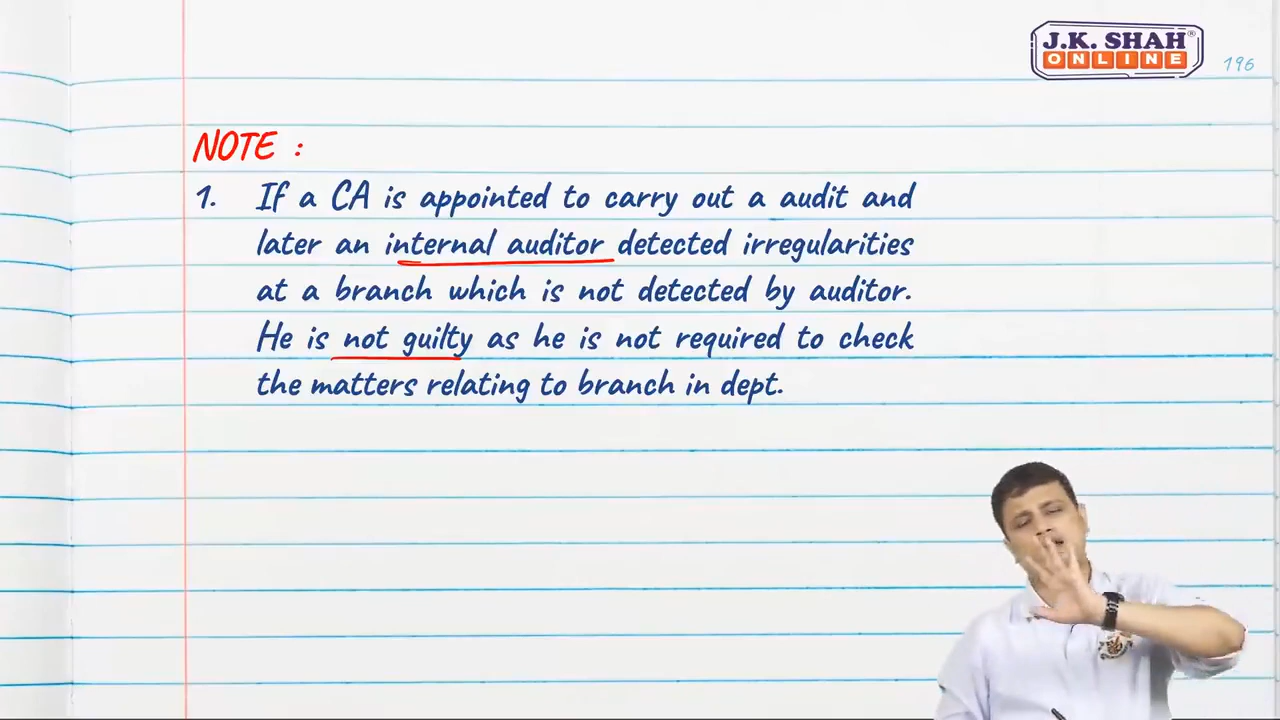 J.K. SHAH®
ONLINE
196
NOTE :
1. If a CA is appointed to carry out a audit and
later an internal auditor detected irregularities
at a branch which is not detected by auditor.
He is not guilty as he is not required to check
the matters relating to branch in dept.